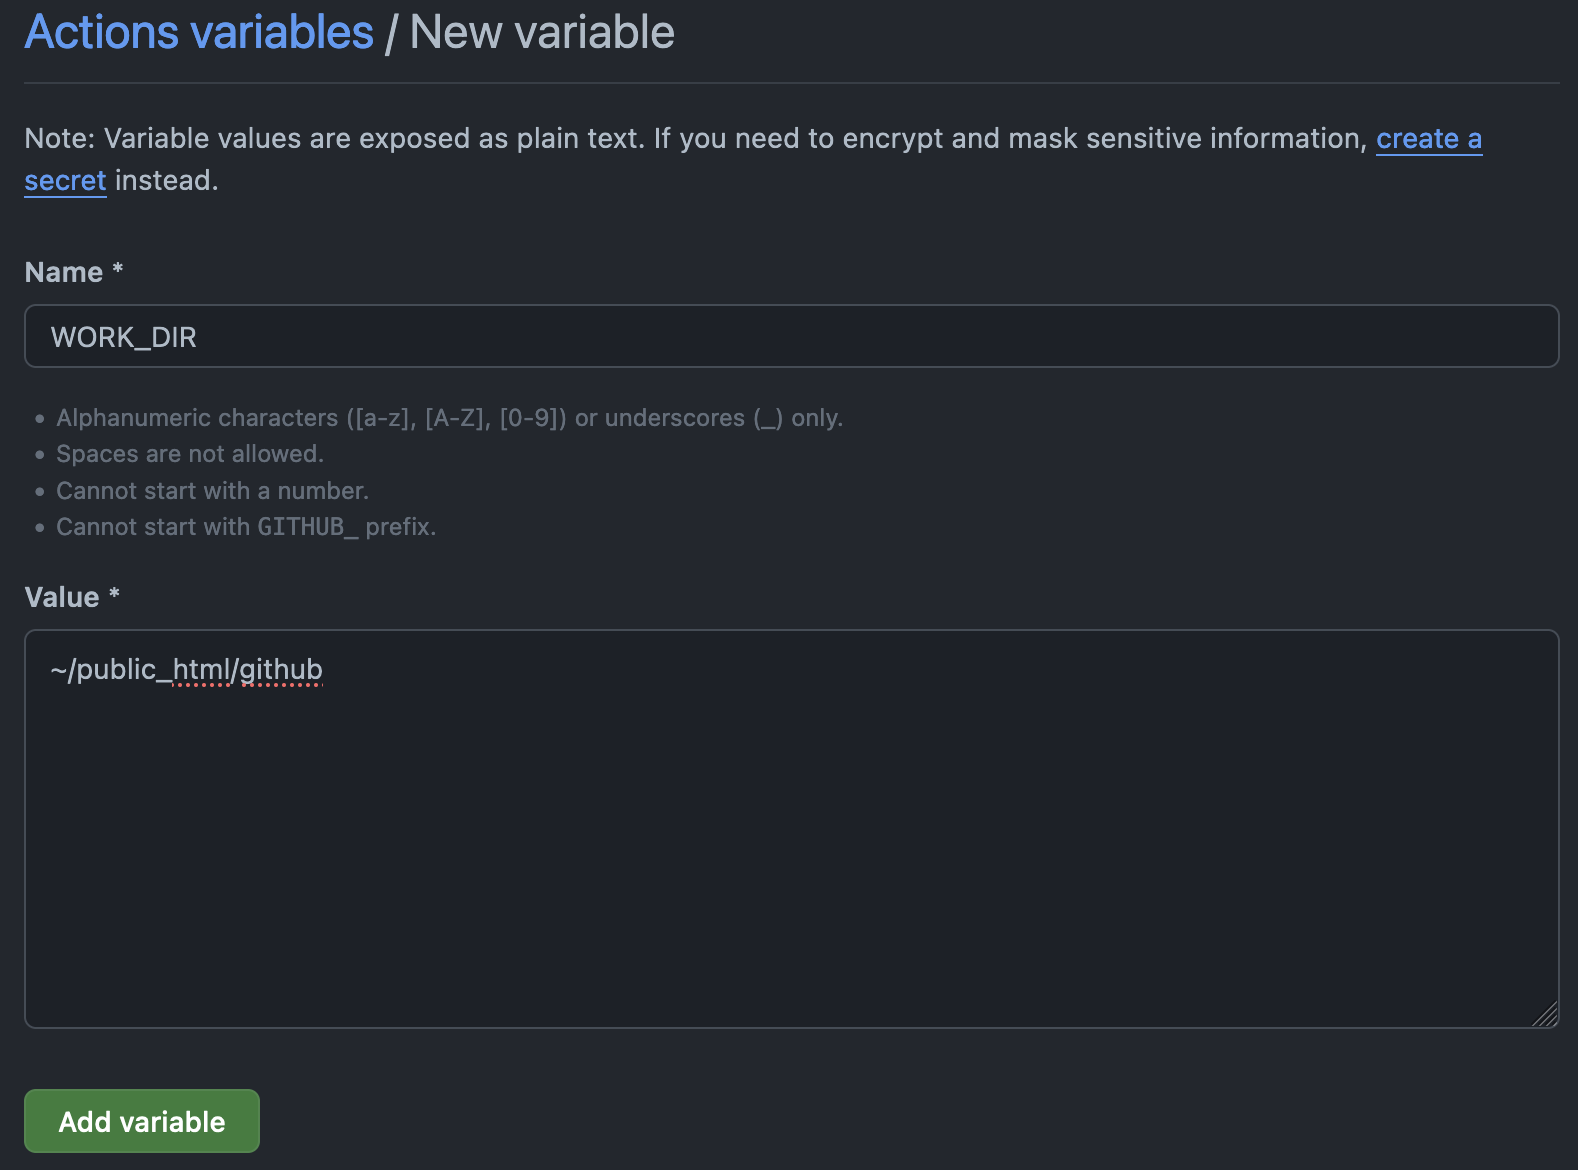 Actions variables / New variable
Note: Variable values are exposed as plain text. If you need to encrypt and mask sensitive information, create a
secret instead.
Name *
WORK_DIR
• Alphanumeric characters ([a-z], [A-Z], [0-9]) or underscores (_) only.
• Spaces are not allowed.
• Cannot start with a number.
• Cannot start with GITHUB_ prefix.
Value *
~/public_html/github
Add variable